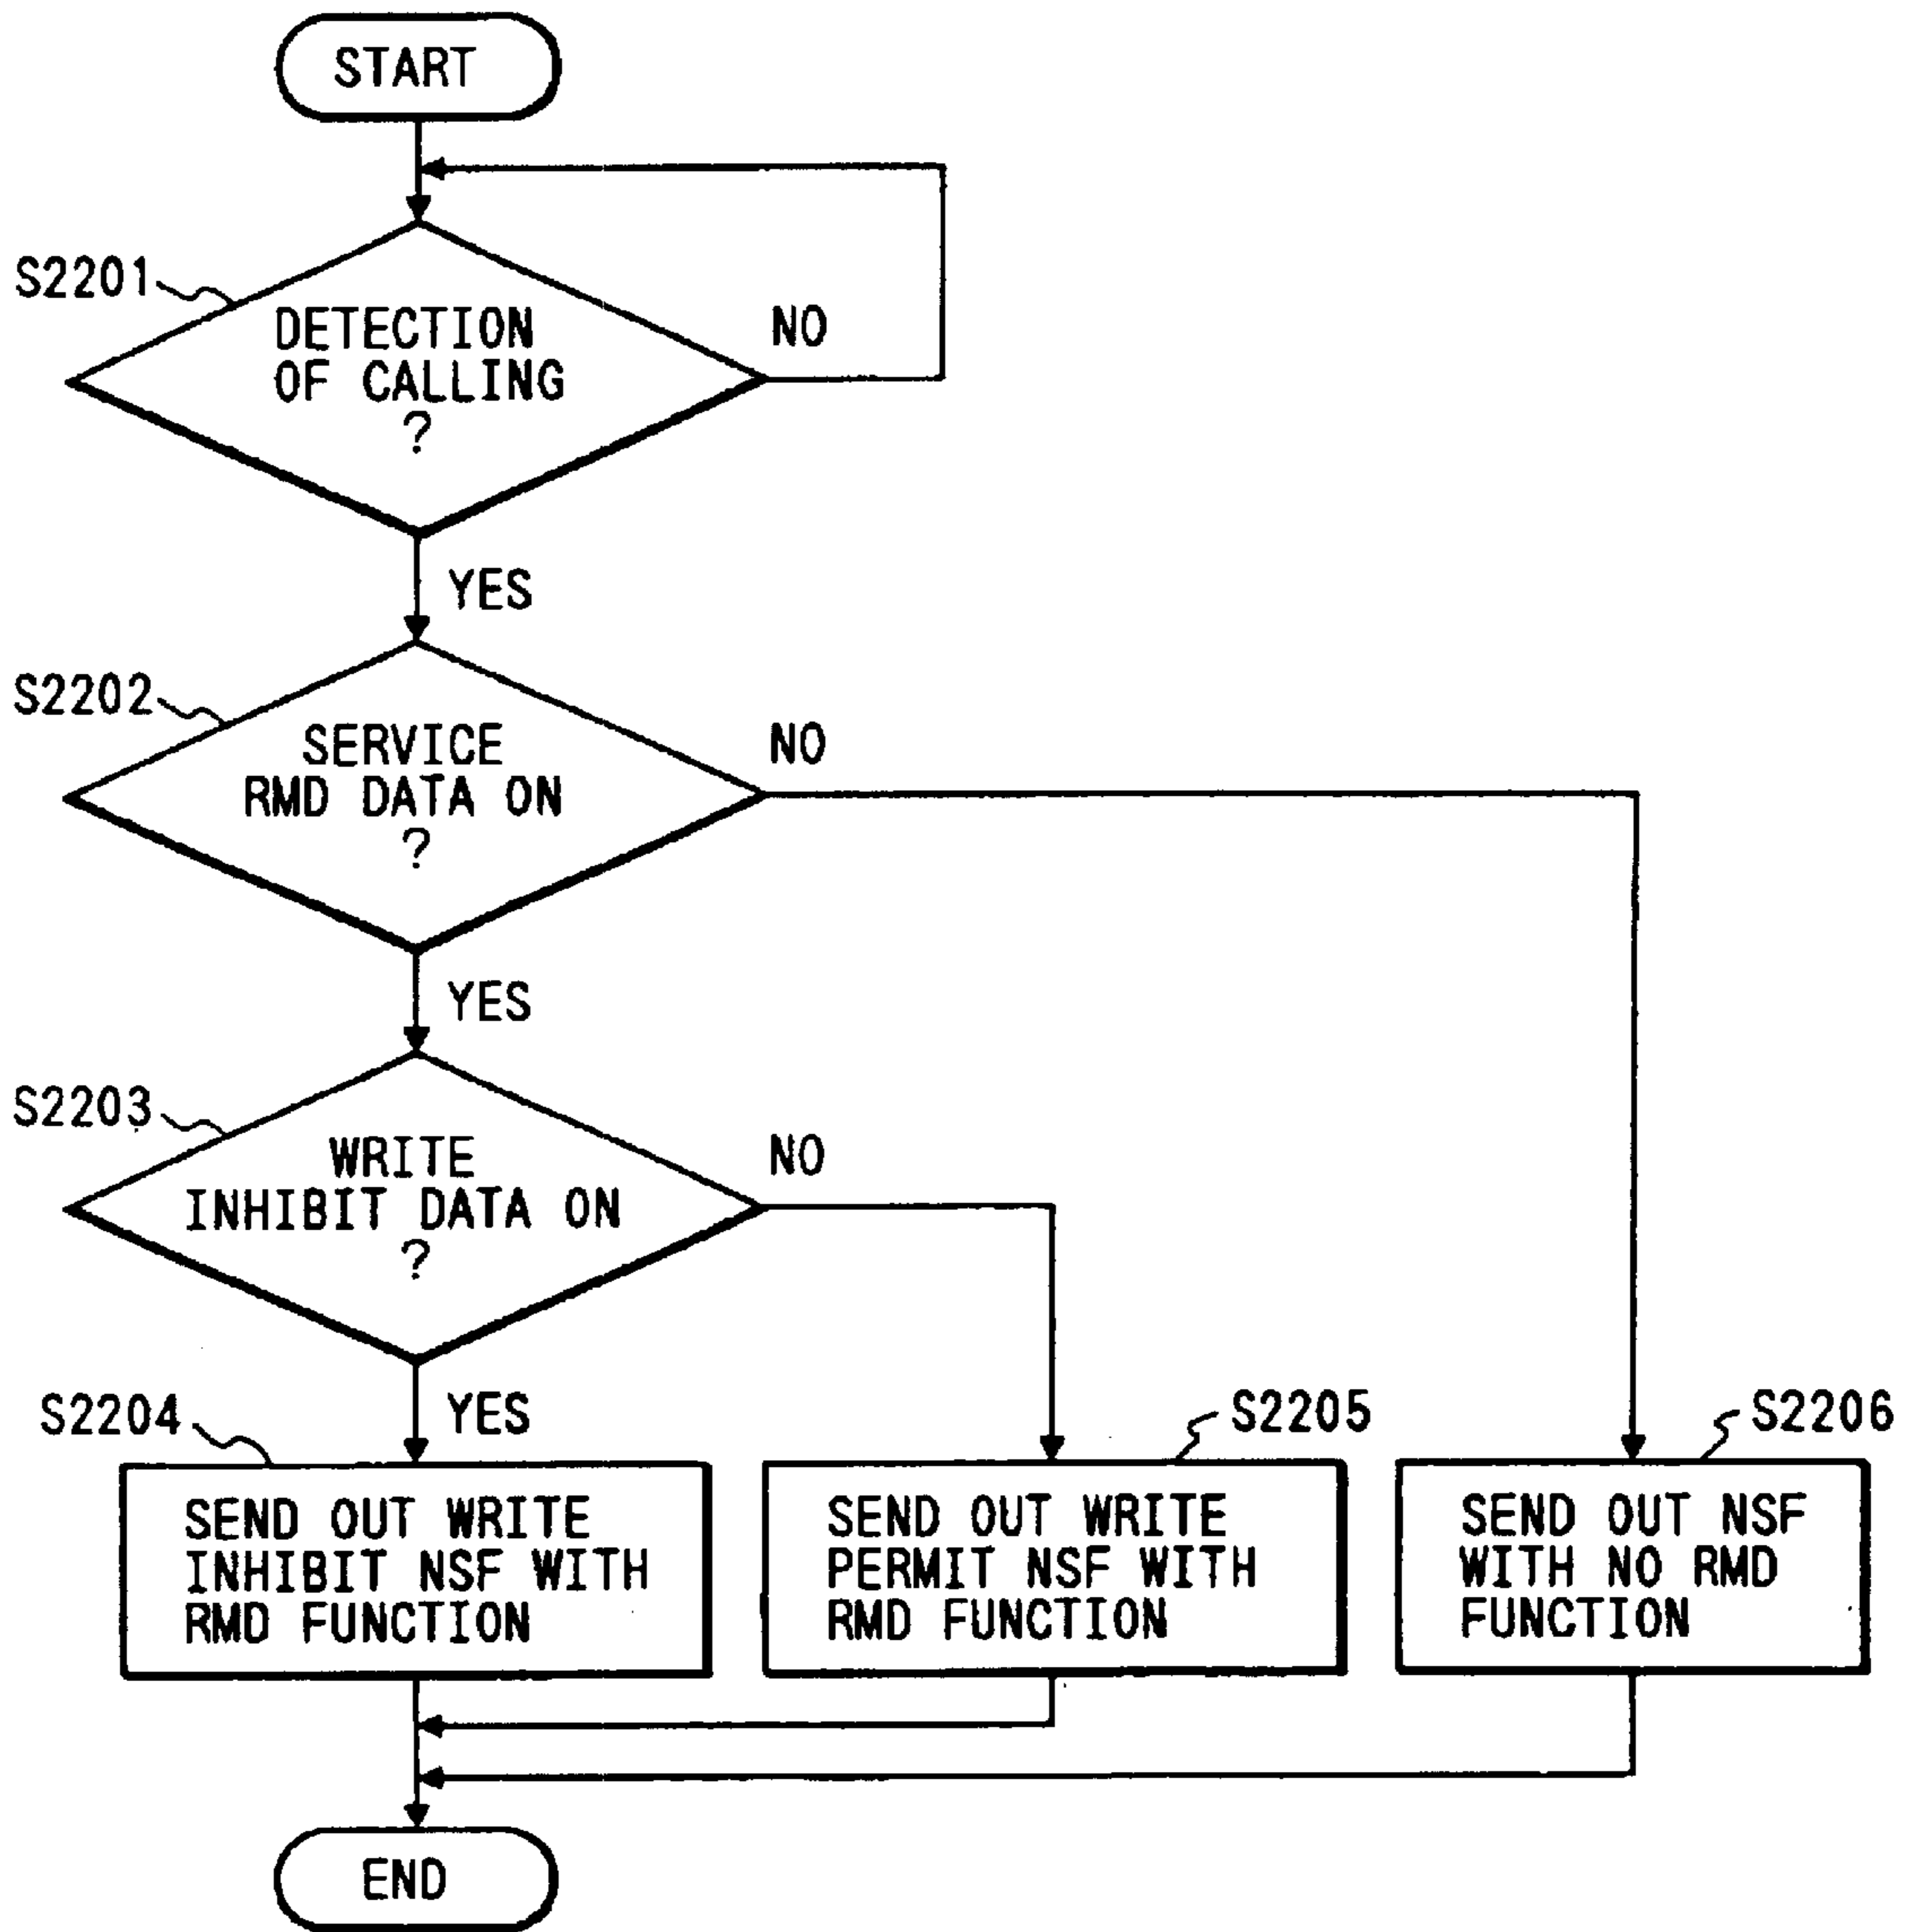 START
S2201
DETECTION
OF CALLING
?
NO
YES
S2202
SERVICE
RMD DATA ON
?
NO
YES
S2203
WRITE
INHIBIT DATA ON
?
NO
YES
S2204
SEND OUT WRITE
INHIBIT NSF WITH
RMD FUNCTION
S2205
SEND OUT WRITE
PERMIT NSF WITH
RMD FUNCTION
S2206
SEND OUT NSF
WITH NO RMD
FUNCTION
END